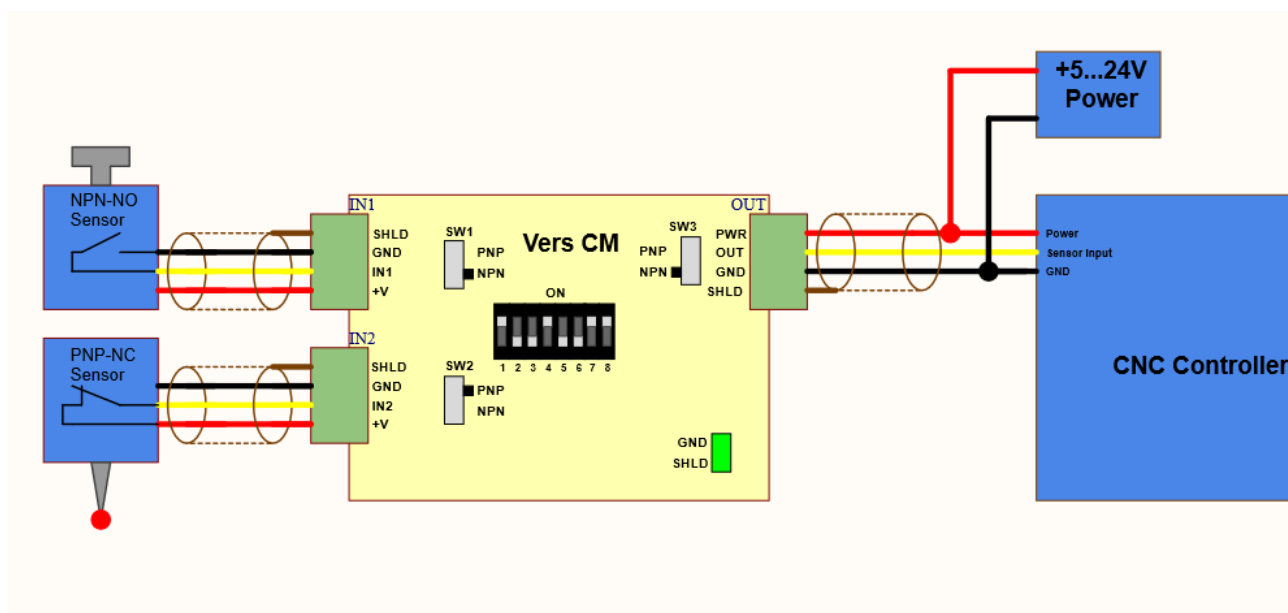 +5...24V
Power
NPN-NO
Sensor
IN1
SHLD
GND
IN1
+V
SW1
PNP
NPN
Vers CM
SW3
PNP
NPN
OUT
PWR
OUT
GND
SHLD
Power
Sensor Input
GND
ON
1 2 3 4 5 6 7 8
PNP-NC
Sensor
IN2
SHLD
GND
IN2
+V
SW2
PNP
NPN
GND
SHLD
CNC Controller